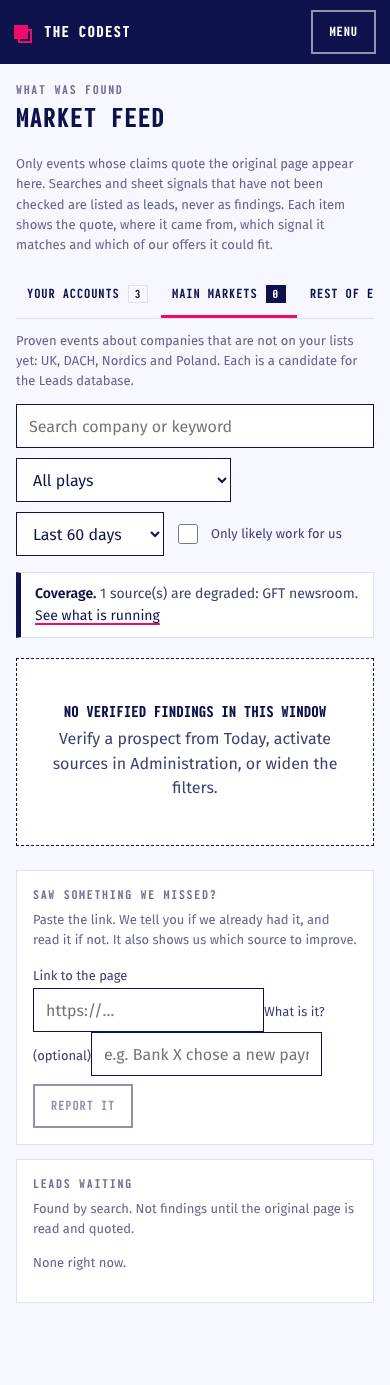 THE CODEST
MENU
WHAT WAS FOUND
MARKET FEED
Only events whose claims quote the original page appear
here. Searches and sheet signals that have not been
checked are listed as leads, never as findings. Each item
shows the quote, where it came from, which signal it
matches and which of our offers it could fit.
YOUR ACCOUNTS 3 MAIN MARKETS 0 REST OF E
Proven events about companies that are not on your lists
yet: UK, DACH, Nordics and Poland. Each is a candidate for
the Leads database.
Search company or keyword
All plays
Last 60 days Only likely work for us
Coverage. 1 source(s) are degraded: GFT newsroom.
See what is running
NO VERIFIED FINDINGS IN THIS WINDOW
Verify a prospect from Today, activate
sources in Administration, or widen the
filters.
SAW SOMETHING WE MISSED?
Paste the link. We tell you if we already had it, and
read it if not. It also shows us which source to improve.
Link to the page
https://... What is it?
(optional) e.g. Bank X chose a new payr
REPORT IT
LEADS WAITING
Found by search. Not findings until the original page is
read and quoted.
None right now.